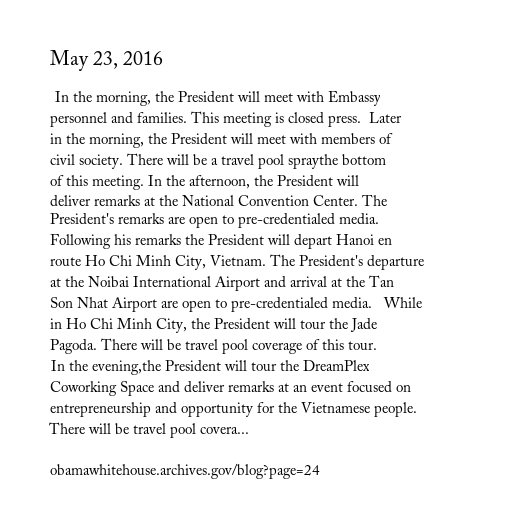 May 23, 2016
In the morning, the President will meet with Embassy
personnel and families. This meeting is closed press.  Later
in the morning, the President will meet with members of
civil society. There will be a travel pool spraythe bottom
of this meeting. In the afternoon, the President will
deliver remarks at the National Convention Center. The
President's remarks are open to pre-credentialed media.
Following his remarks the President will depart Hanoi en
route Ho Chi Minh City, Vietnam. The President's departure
at the Noibai International Airport and arrival at the Tan
Son Nhat Airport are open to pre-credentialed media.   While
in Ho Chi Minh City, the President will tour the Jade
Pagoda. There will be travel pool coverage of this tour.
In the evening,the President will tour the DreamPlex
Coworking Space and deliver remarks at an event focused on
entrepreneurship and opportunity for the Vietnamese people.
There will be travel pool covera...
obamawhitehouse.archives.gov/blog?page=24